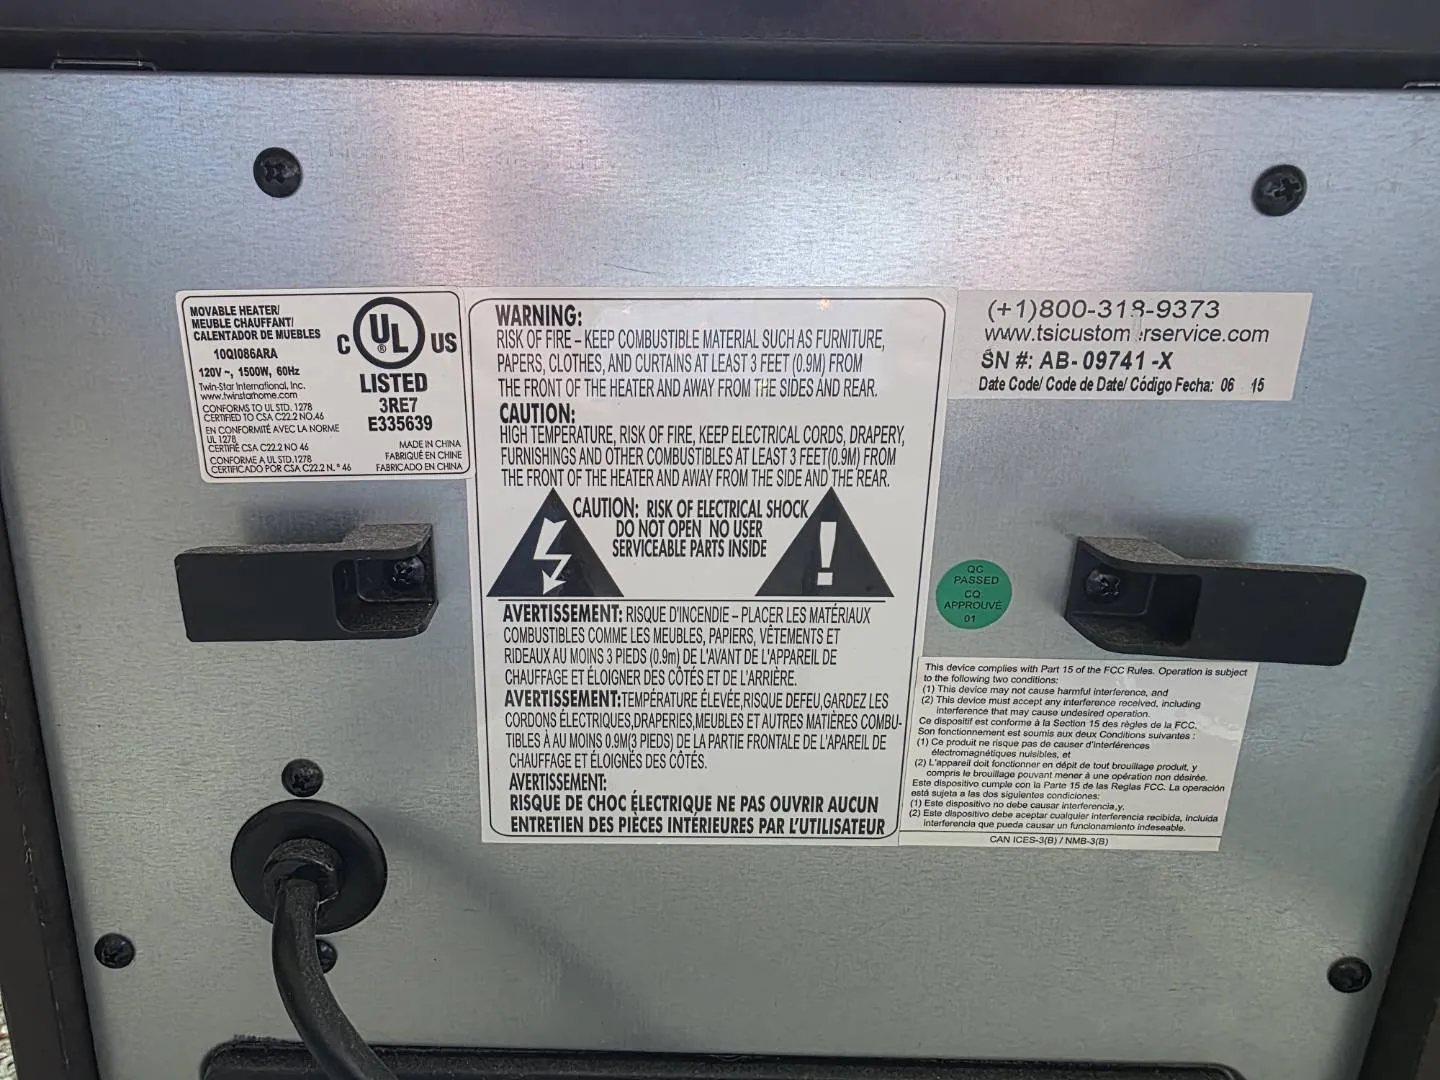 MOVABLE HEATER/
MEUBLE CHAUFFANT/
CALENTADOR DE MUEBLES
10QI086ARA
120V ~, 1500W, 60Hz
Twin-Star International, Inc.
www.twinstarhome.com
CONFORMS TO UL STD. 1278
CERTIFIED TO CSA C22.2 NO.46
EN CONFORMITÉ AVEC LA NORME
UL 1278
CERTIFIÉ CSA C22.2 NO 46
CONFORME A UL STD.1278
CERTIFICADO POR CSA C22.2 N.° 46
C UL ® US
LISTED
3RE7
E335639
MADE IN CHINA
FABRIQUÉ EN CHINE
FABRICADO EN CHINA
WARNING:
RISK OF FIRE – KEEP COMBUSTIBLE MATERIAL SUCH AS FURNITURE,
PAPERS, CLOTHES, AND CURTAINS AT LEAST 3 FEET (0.9M) FROM
THE FRONT OF THE HEATER AND AWAY FROM THE SIDES AND REAR.
CAUTION:
HIGH TEMPERATURE, RISK OF FIRE, KEEP ELECTRICAL CORDS, DRAPERY,
FURNISHINGS AND OTHER COMBUSTIBLES AT LEAST 3 FEET(0.9M) FROM
THE FRONT OF THE HEATER AND AWAY FROM THE SIDE AND THE REAR.
CAUTION: RISK OF ELECTRICAL SHOCK
DO NOT OPEN NO USER
SERVICEABLE PARTS INSIDE
!
AVERTISSEMENT: RISQUE D'INCENDIE – PLACER LES MATÉRIAUX
COMBUSTIBLES COMME LES MEUBLES, PAPIERS, VÊTEMENTS ET
RIDEAUX AU MOINS 3 PIEDS (0.9m) DE L'AVANT DE L'APPAREIL DE
CHAUFFAGE ET ÉLOIGNER DES CÔTÉS ET DE L'ARRIÈRE.
AVERTISSEMENT:TEMPÉRATURE ÉLEVÉE,RISQUE DEFEU,GARDEZ LES
CORDONS ÉLECTRIQUES,DRAPERIES,MEUBLES ET AUTRES MATIÈRES COMBU-
TIBLES À AU MOINS 0.9M(3 PIEDS) DE LA PARTIE FRONTALE DE L'APAREIL DE
CHAUFFAGE ET ÉLOIGNÉS DES CÔTÉS.
AVERTISSEMENT:
RISQUE DE CHOC ÉLECTRIQUE NE PAS OUVRIR AUCUN
ENTRETIEN DES PIÈCES INTÉRIEURES PAR L'UTILISATEUR
(+1)800-318-9373
www.tsicustom erservice.com
SN #: AB- 09741 -X
Date Code/ Code de Date/ Código Fecha: 06 15
QC
PASSED
CQ
APPROUVÉ
01
This device complies with Part 15 of the FCC Rules. Operation is subject
to the following two conditions:
(1) This device may not cause harmful interference, and
(2) This device must accept any interference received, including
interference that may cause undesired operation.
Ce dispositif est conforme à la Section 15 des règles de la FCC.
Son fonctionnement est soumis aux deux Conditions suivantes :
(1) Ce produit ne risque pas de causer d'interférences
électromagnétiques nuisibles, et
(2) L'appareil doit fonctionner en dépit de tout brouillage produit, y
compris le brouillage pouvant mener à une opération non désirée.
Este dispositivo cumple con la Parte 15 de las Reglas FCC. La operación
está sujeta a las dos siguientes condiciones:
(1) Este dispositivo no debe causar interferencia,y,
(2) Este dispositivo debe aceptar cualquier interferencia recibida, incluida
interferencia que pueda causar un funcionamiento indeseable.
CAN ICES-3(B) / NMB-3(B)